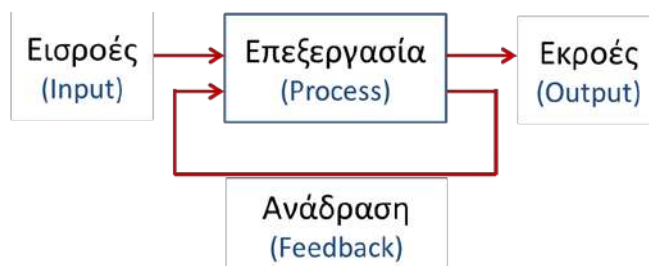 Εισροές
(Input)
Επεξεργασία
(Process)
Εκροές
(Output)
Ανάδραση
(Feedback)